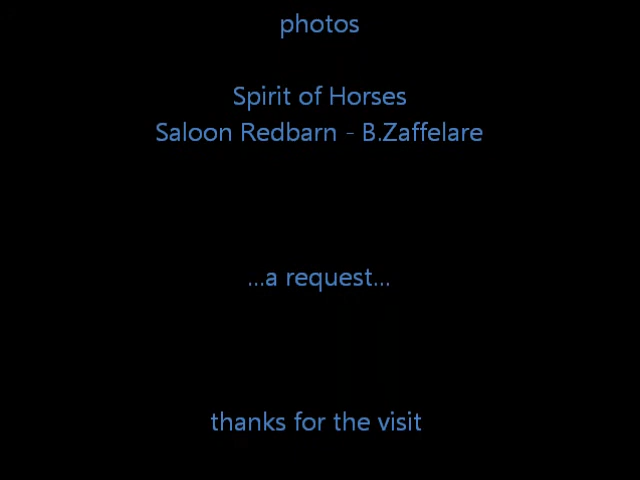 photos
Spirit of Horses
Saloon Redbarn - B.Zaffelare
...a request...
thanks for the visit